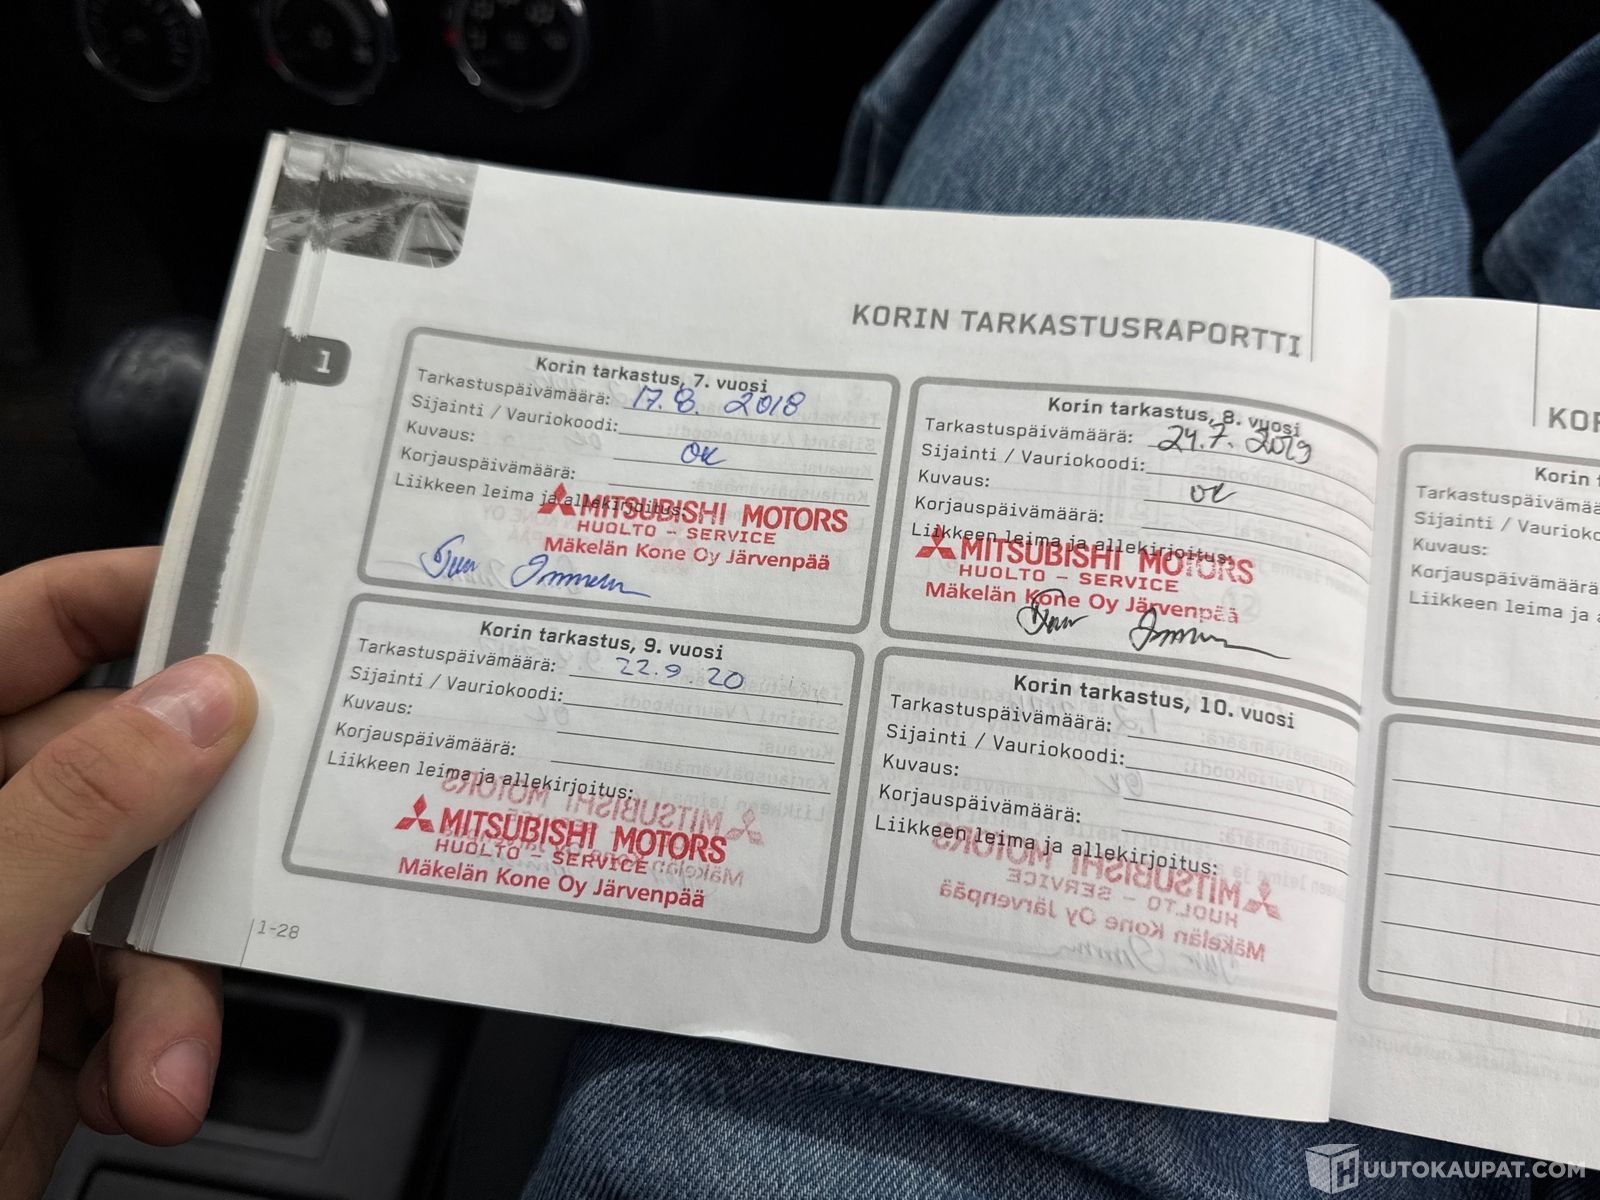 1
KORIN TARKASTUSRAPORTTI
Korin tarkastus, 7. vuosi
Tarkastuspäivämäärä: 17.8. 2018
Sijainti / Vauriokoodi:
Kuvaus: OK
Korjauspäivämäärä:
Liikkeen leima ja allekirjoitus:
MITSUBISHI MOTORS
HUOLTO - SERVICE
Mäkelän Kone Oy Järvenpää
Korin tarkastus, 8. vuosi
Tarkastuspäivämäärä: 24.7. 2019
Sijainti / Vauriokoodi:
Kuvaus: OK
Korjauspäivämäärä:
Liikkeen leima ja allekirjoitus:
MITSUBISHI MOTORS
HUOLTO - SERVICE
Mäkelän Kone Oy Järvenpää
Korin tarkastus, 9. vuosi
Tarkastuspäivämäärä: 22.9.20
Sijainti / Vauriokoodi:
Kuvaus:
Korjauspäivämäärä:
Liikkeen leima ja allekirjoitus:
MITSUBISHI MOTORS
HUOLTO - SERVICE
Mäkelän Kone Oy Järvenpää
Korin tarkastus, 10. vuosi
Tarkastuspäivämäärä:
Sijainti / Vauriokoodi:
Kuvaus:
Korjauspäivämäärä:
Liikkeen leima ja allekirjoitus:
1-28
KOR
Korin
Sijainti / Vauriok
Kuvaus:
Korjauspäivämäärä
Liikkeen leima ja
HUUTOKAUPAT.COM